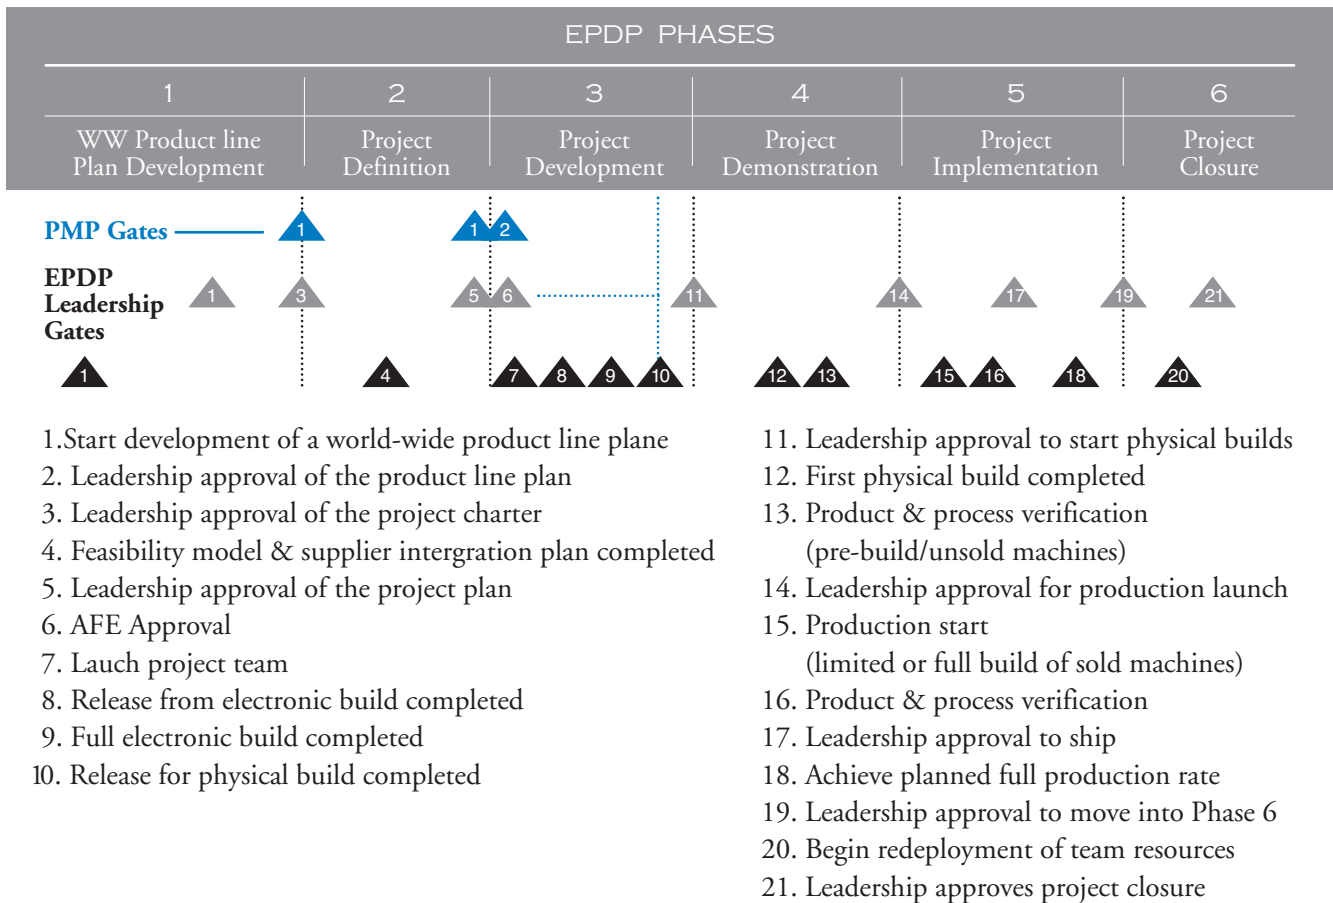 EPDP PHASES
1 2 3 4 5 6
WW Product line Project Project Project Project Project
Plan Development Definition Development Demonstration Implementation Closure
PMP Gates 1 1 2
EPDP
Leadership 1 3 5 6 11 14 17 19 21
Gates
1 4 7 8 9 10 12 13 15 16 18 20
1.Start development of a world-wide product line plane
2. Leadership approval of the product line plan
3. Leadership approval of the project charter
4. Feasibility model & supplier intergration plan completed
5. Leadership approval of the project plan
6. AFE Approval
7. Lauch project team
8. Release from electronic build completed
9. Full electronic build completed
10. Release for physical build completed
11. Leadership approval to start physical builds
12. First physical build completed
13. Product & process verification
(pre-build/unsold machines)
14. Leadership approval for production launch
15. Production start
(limited or full build of sold machines)
16. Product & process verification
17. Leadership approval to ship
18. Achieve planned full production rate
19. Leadership approval to move into Phase 6
20. Begin redeployment of team resources
21. Leadership approves project closure